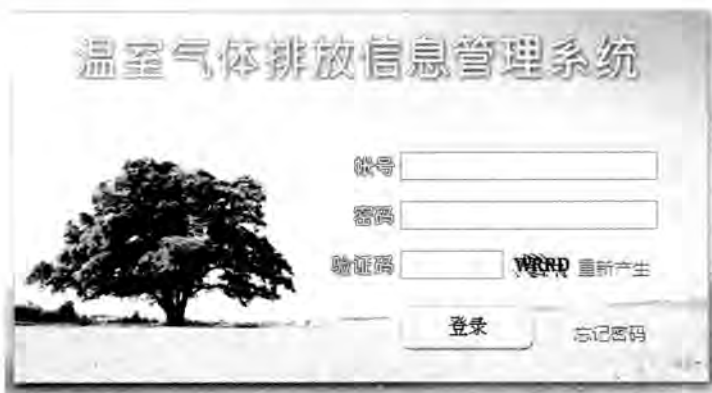 温室气体排放信息管理系统
帐号
密码
验证码 重新产生
登录 忘记密码